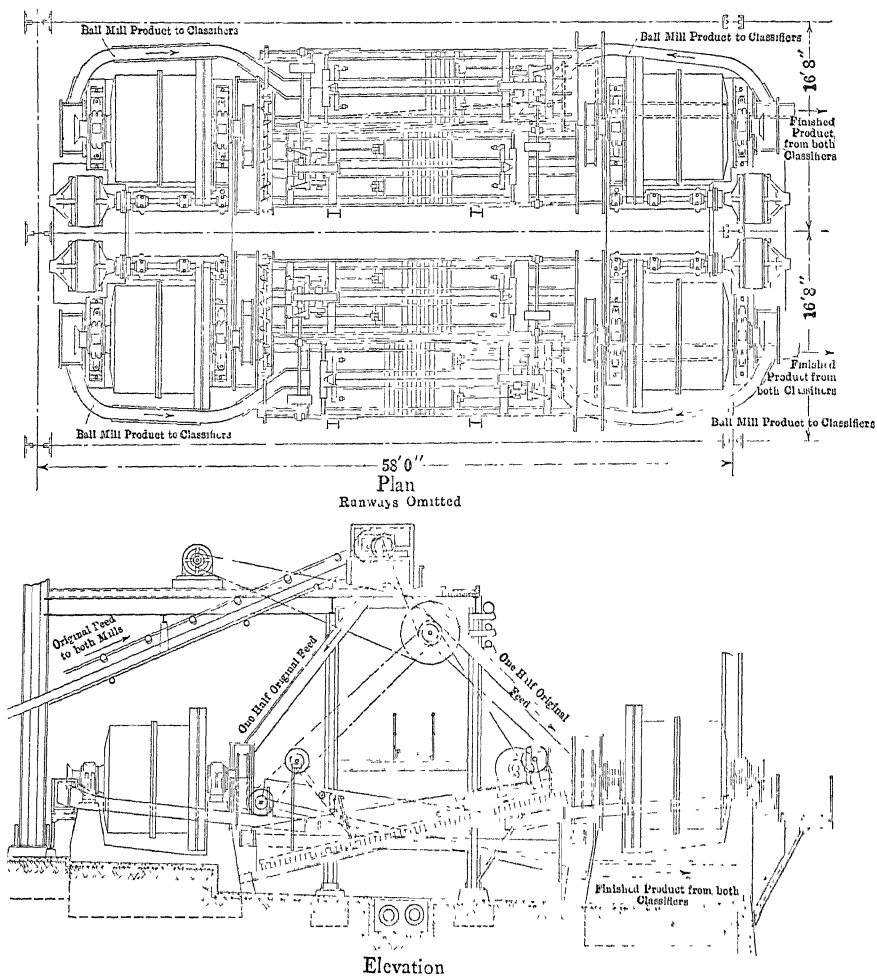 Ball Mill Product to Classifiers
Ball Mill Product to Classifiers
16'8"
Finished
Product
from both
Classifiers
16'8"
Finished
Product from
both Classifiers
Ball Mill Product to Classifiers
Ball Mill Product to Classifiers
58'0"
Plan
Runways Omitted
Original Feed
to both Mills
One Half Original Feed
One Half Original
Feed
Finished Product from both
Classifiers
Elevation